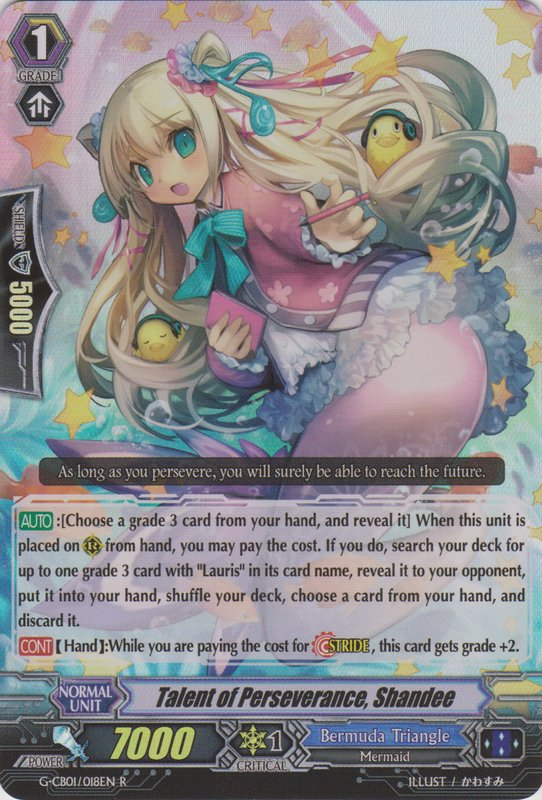 1
GRADE
SHIELD
5000
As long as you persevere, you will surely be able to reach the future.
AUTO :[Choose a grade 3 card from your hand, and reveal it] When this unit is
placed on from hand, you may pay the cost. If you do, search your deck for
up to one grade 3 card with "Lauris" in its card name, reveal it to your opponent,
put it into your hand, shuffle your deck, choose a card from your hand, and
discard it.
CONT【Hand】:While you are paying the cost for STRIDE, this card gets grade +2.
NORMAL
UNIT
Talent of Perseverance, Shandee
POWER
7000
1
CRITICAL
Bermuda Triangle
Mermaid
G-CB01/018EN R
ILLUST / かわすみ